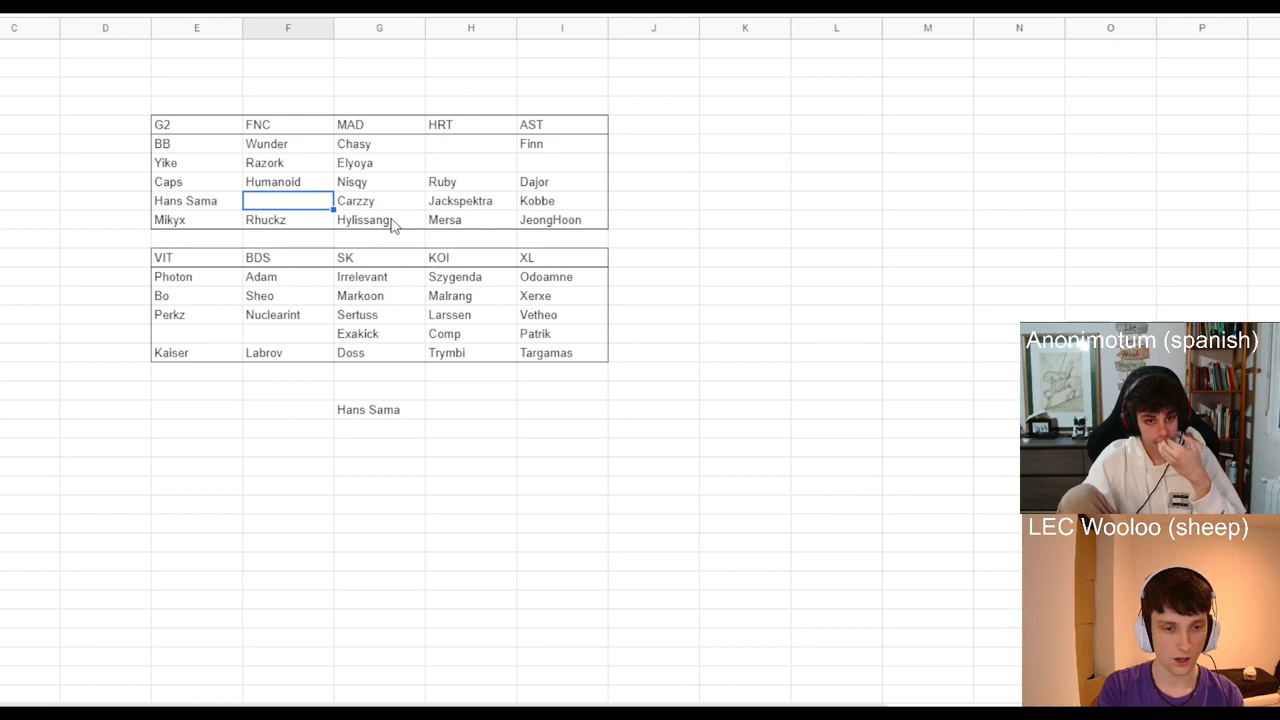 C D E F G H I J K L M N O P
G2 FNC MAD HRT AST
BB Wunder Chasy Finn
Yike Razork Elyoya
Caps Humanoid Nisqy Ruby Dajor
Hans Sama Carzzy Jackspektra Kobbe
Mikyx Rhuckz Hylissang Mersa JeongHoon
VIT BDS SK KOI XL
Photon Adam Irrelevant Szygenda Odoamne
Bo Sheo Markoon Malrang Xerxe
Perkz Nuclearint Sertuss Larssen Vetheo
Exakick Comp Patrik
Kaiser Labrov Doss Trymbi Targamas
Hans Sama
Anonimotum (spanish)
LEC Wooloo (sheep)